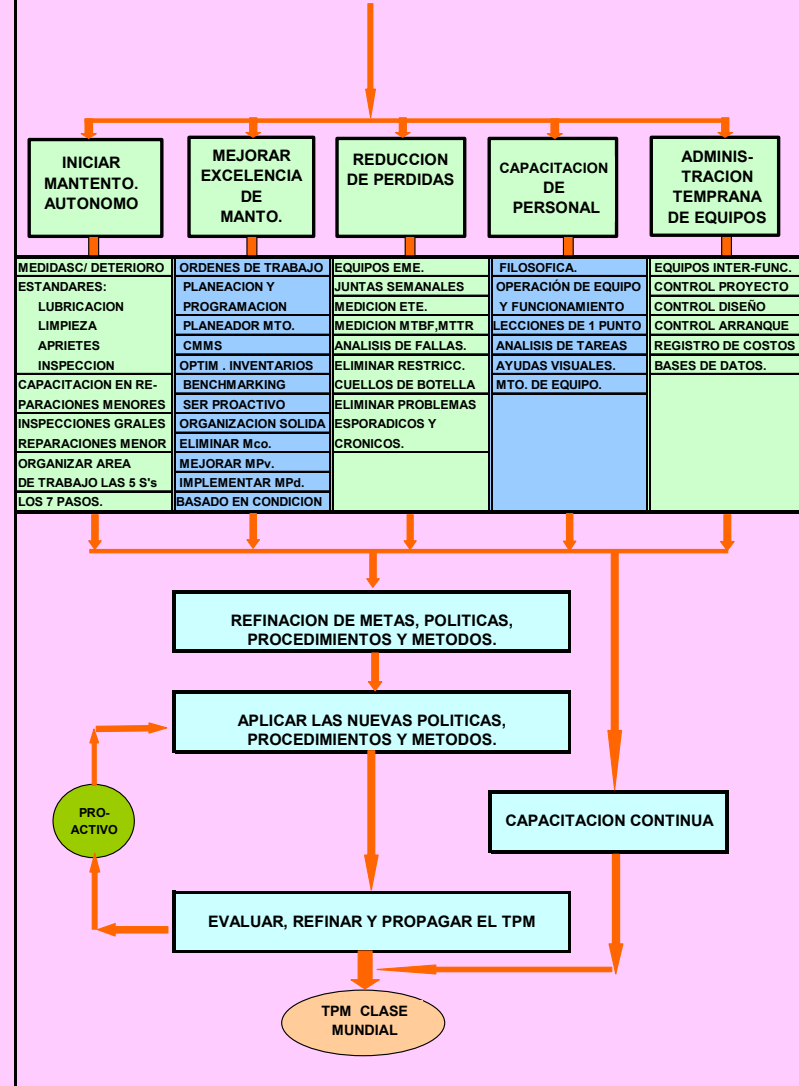 INICIAR
MANTENTO.
AUTONOMO
MEJORAR
EXCELENCIA
DE
MANTO.
REDUCCION
DE PERDIDAS
CAPACITACION
DE
PERSONAL
ADMINIS-
TRACION
TEMPRANA
DE EQUIPOS
MEDIDASC/ DETERIORO
ESTANDARES:
LUBRICACION
LIMPIEZA
APRIETES
INSPECCION
CAPACITACION EN RE-
PARACIONES MENORES
INSPECCIONES GRALES
REPARACIONES MENOR
ORGANIZAR AREA
DE TRABAJO LAS 5 S's
LOS 7 PASOS.
ORDENES DE TRABAJO
PLANEACION Y
PROGRAMACION
PLANEADOR MTO.
CMMS
OPTIM . INVENTARIOS
BENCHMARKING
SER PROACTIVO
ORGANIZACION SOLIDA
ELIMINAR Mco.
MEJORAR MPv.
IMPLEMENTAR MPd.
BASADO EN CONDICION
EQUIPOS EME.
JUNTAS SEMANALES
MEDICION ETE.
MEDICION MTBF,MTTR
ANALISIS DE FALLAS.
ELIMINAR RESTRICC.
CUELLOS DE BOTELLA
ELIMINAR PROBLEMAS
ESPORADICOS Y
CRONICOS.
FILOSOFICA.
OPERACIÓN DE EQUIPO
Y FUNCIONAMIENTO
LECCIONES DE 1 PUNTO
ANALISIS DE TAREAS
AYUDAS VISUALES.
MTO. DE EQUIPO.
EQUIPOS INTER-FUNC.
CONTROL PROYECTO
CONTROL DISEÑO
CONTROL ARRANQUE
REGISTRO DE COSTOS
BASES DE DATOS.
REFINACION DE METAS, POLITICAS,
PROCEDIMIENTOS Y METODOS.
APLICAR LAS NUEVAS POLITICAS,
PROCEDIMIENTOS Y METODOS.
PRO-
ACTIVO
CAPACITACION CONTINUA
EVALUAR, REFINAR Y PROPAGAR EL TPM
TPM CLASE
MUNDIAL